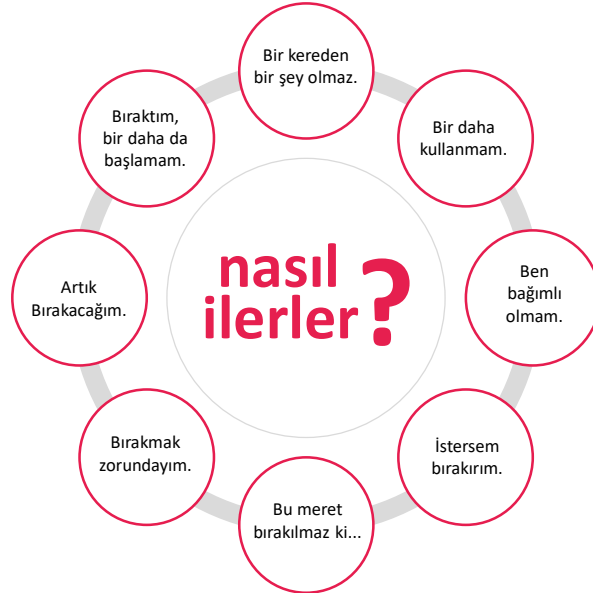 Bir kereden
bir şey olmaz.
Bir daha
kullanmam.
Ben
bağımlı
olmam.
İstersem
bırakırım.
Bu meret
bırakılmaz ki...
Bırakmak
zorundayım.
Artık
Bırakacağım.
Bıraktım,
bir daha da
başlamam.
nasıl
ilerler?